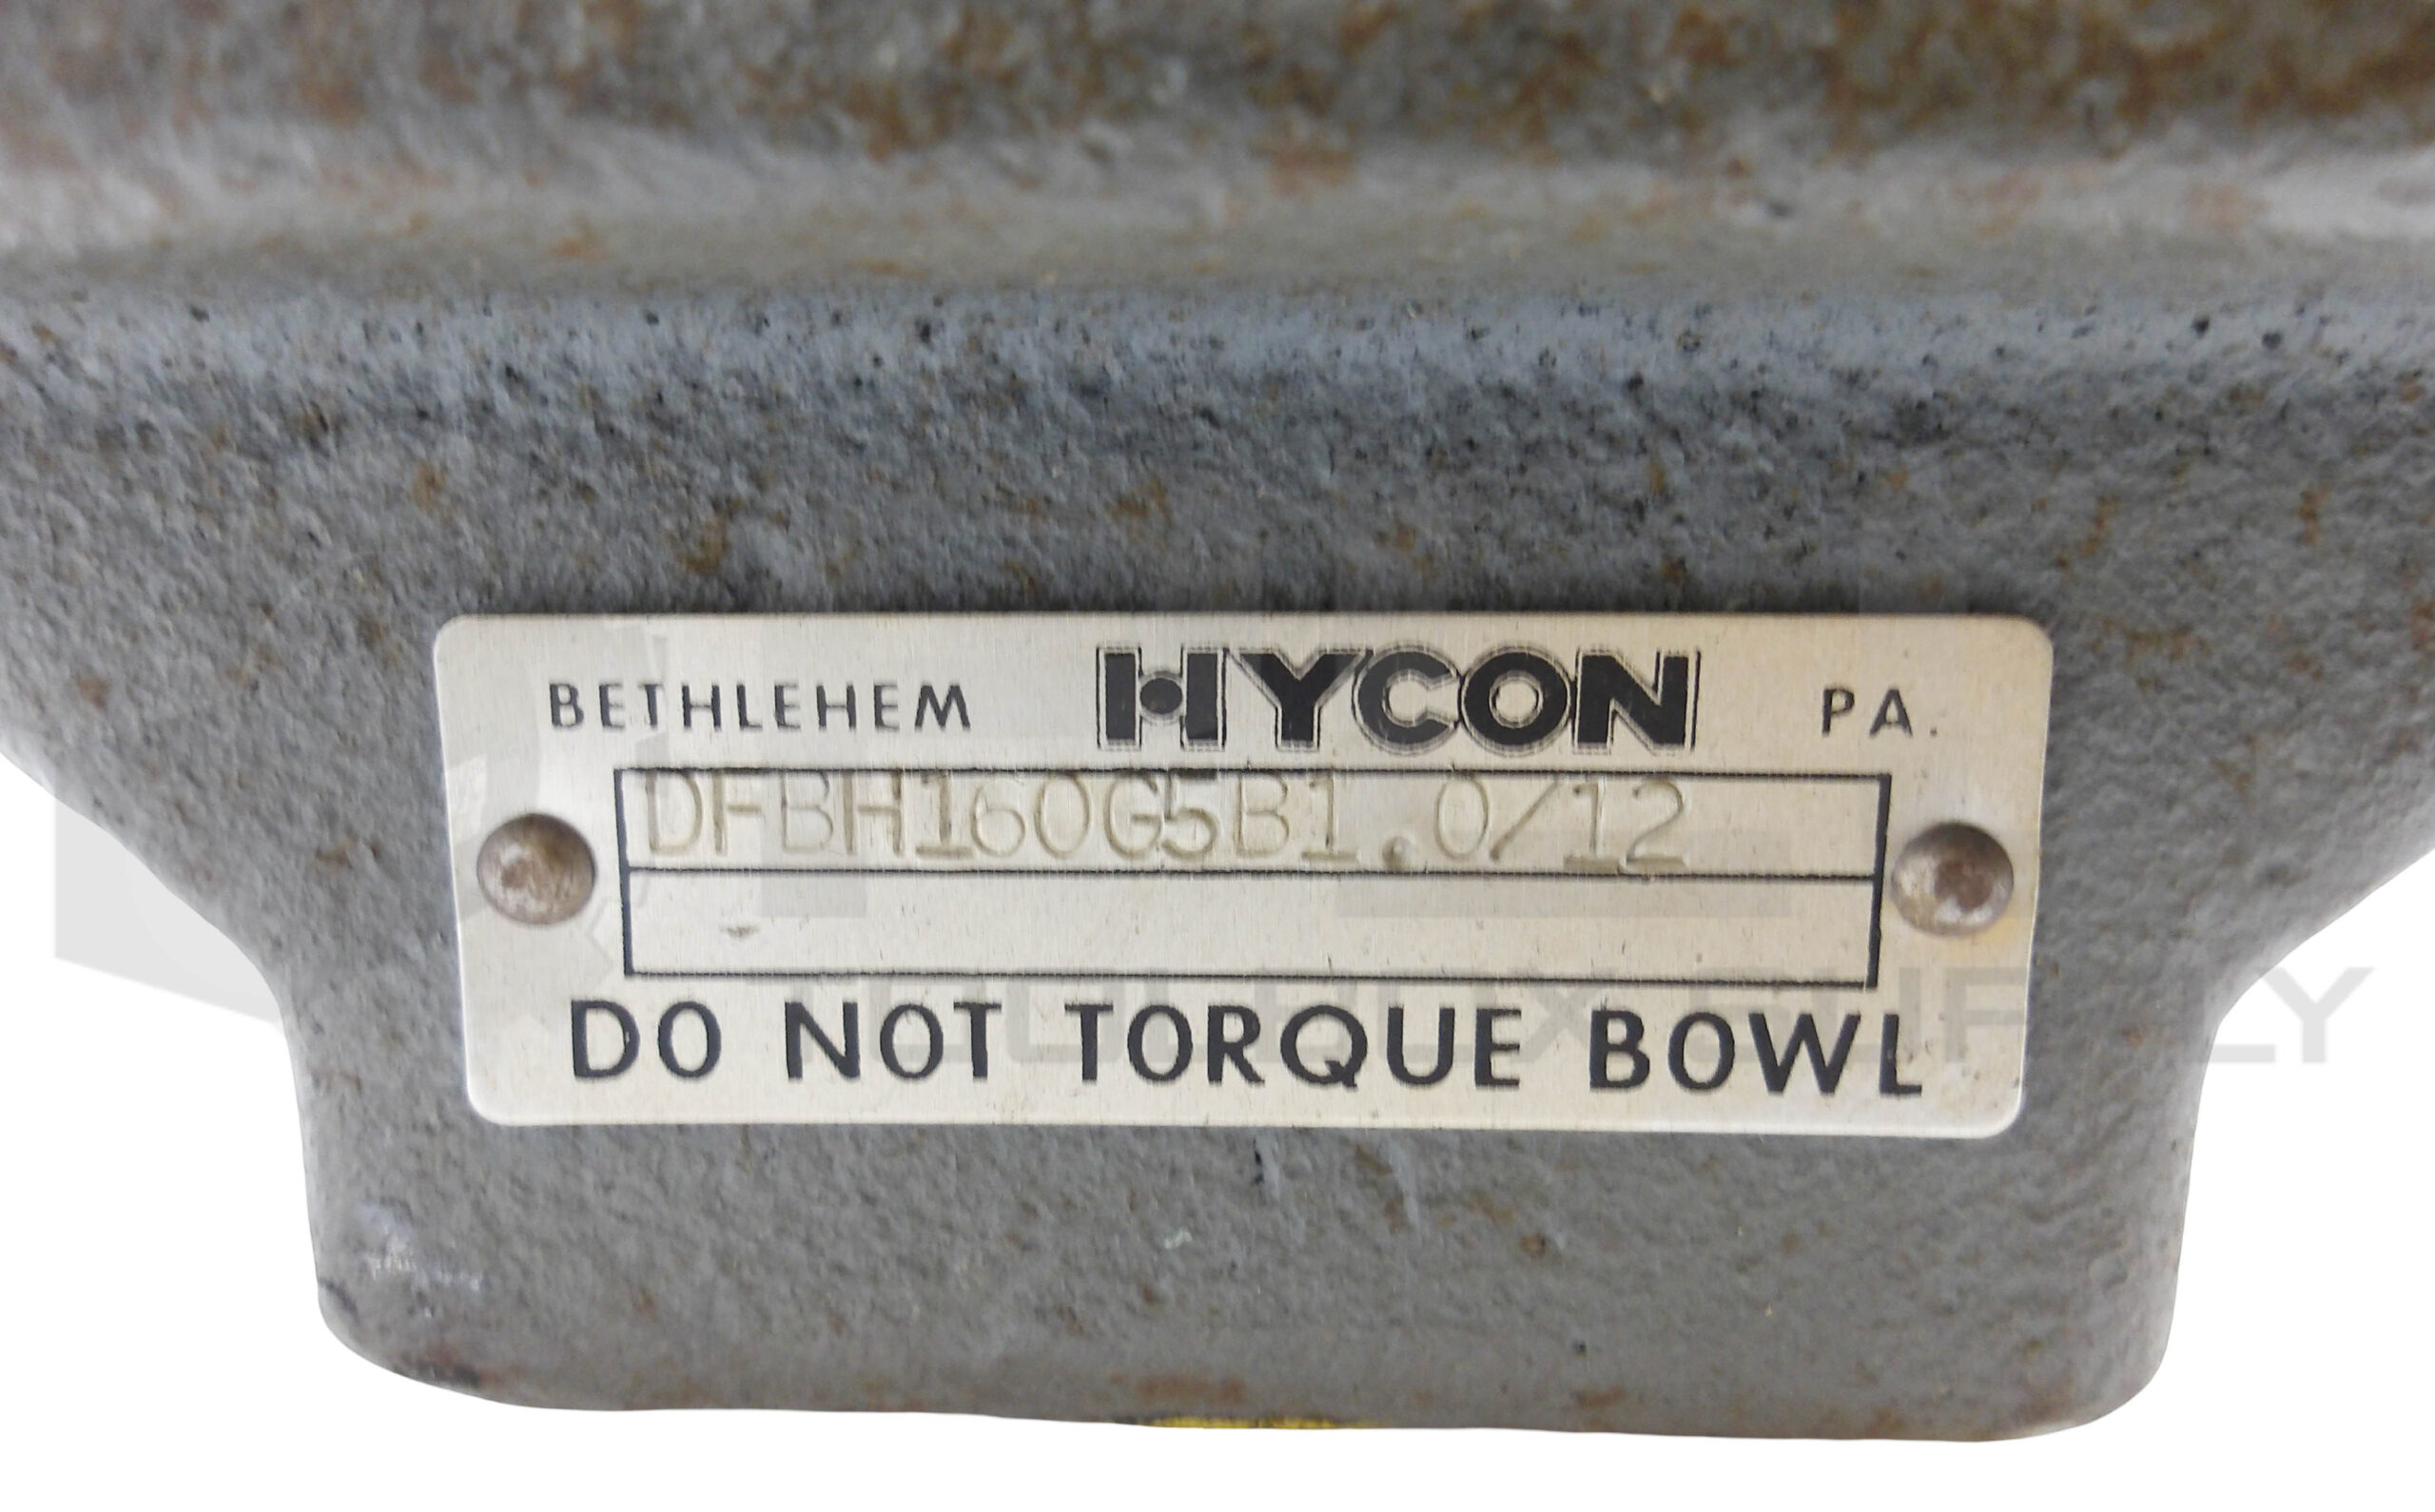 BETHLEHEM HYCON PA.
DFBH160G5B1.0/12
DO NOT TORQUE BOWL